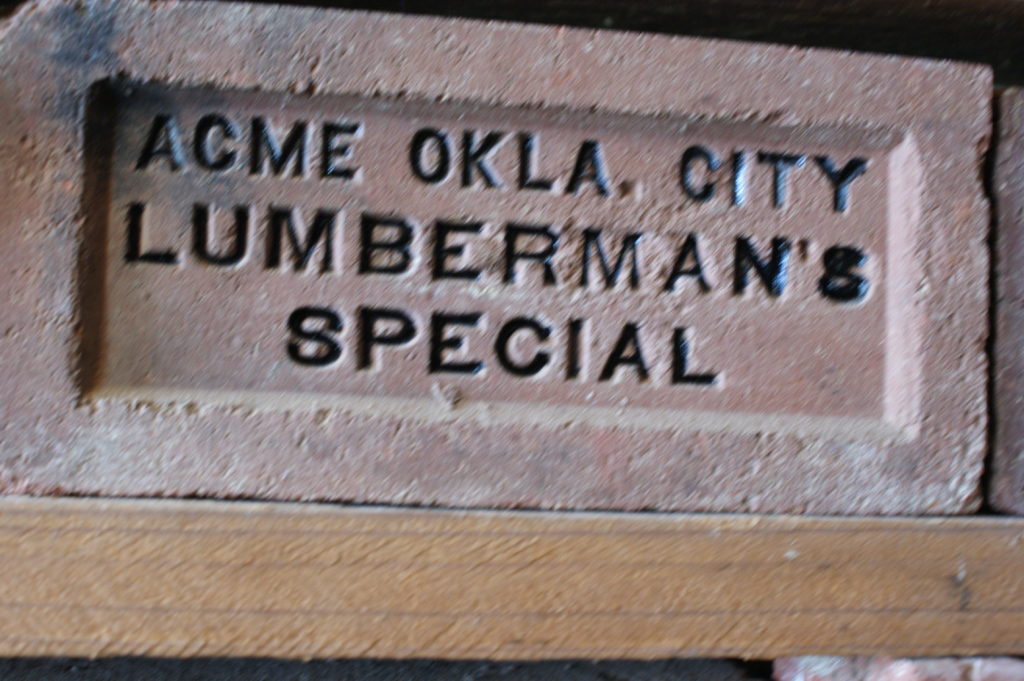 ACME OKLA. CITY
LUMBERMAN'S
SPECIAL